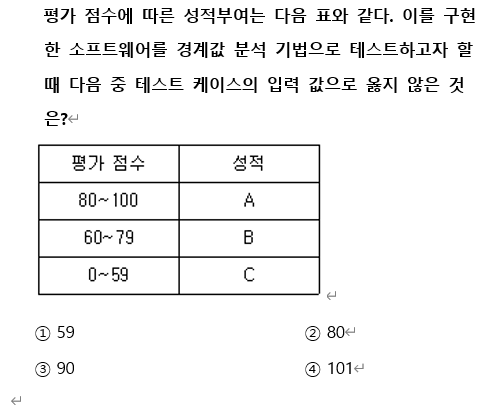 평가 점수에 따른 성적부여는 다음 표와 같다. 이를 구현
한 소프트웨어를 경계값 분석 기법으로 테스트하고자 할
때 다음 중 테스트 케이스의 입력 값으로 옳지 않은 것
은?↵
평가 점수 성적
80~100 A
60~79 B
0~59 C
↵
① 59 ② 80↵
③ 90 ④ 101↵
↵